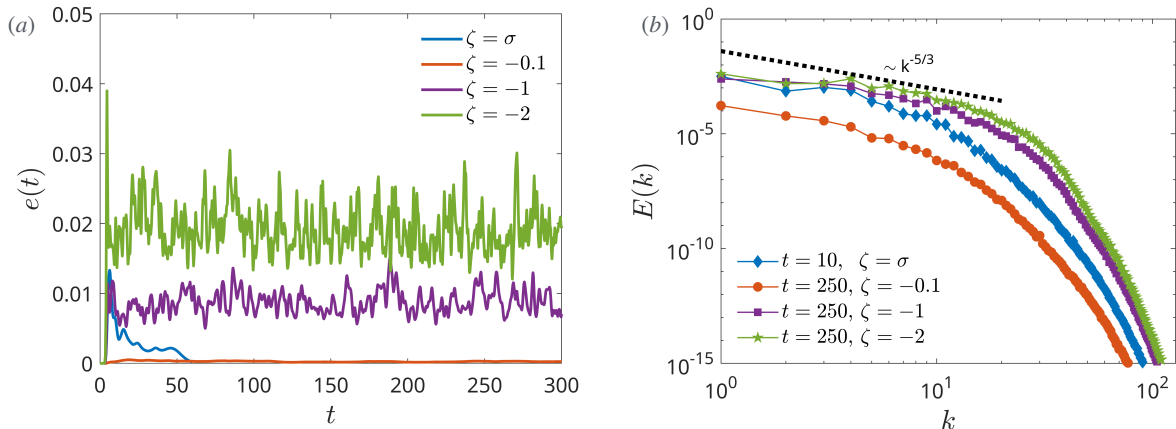 (a)
0.05
0.04
0.03
0.02
0.01
0
e(t)
0 50 100 150 200 250 300
t
ζ = σ
ζ = −0.1
ζ = −1
ζ = −2
(b)
10^-5
10^-10
10^-15
E(k)
10^0 10^1 10^2
k
~ k^-5/3
t = 10, ζ = σ
t = 250, ζ = −0.1
t = 250, ζ = −1
t = 250, ζ = −2